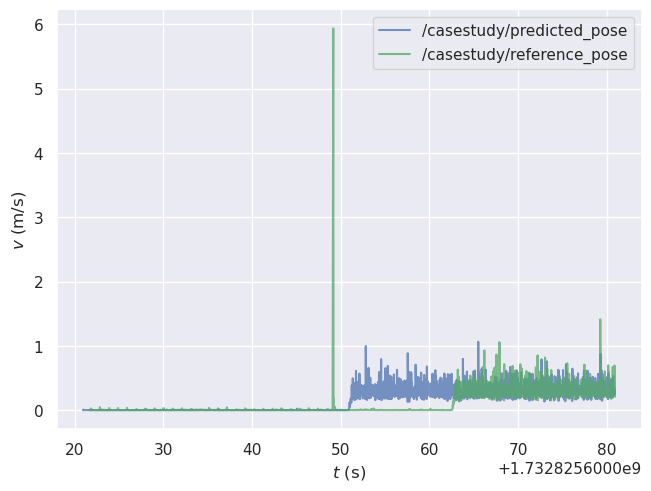 /casestudy/predicted_pose
/casestudy/reference_pose
6
5
4
3
2
1
0
v (m/s)
20 30 40 50 60 70 80
t (s)
+1.7328256000e9